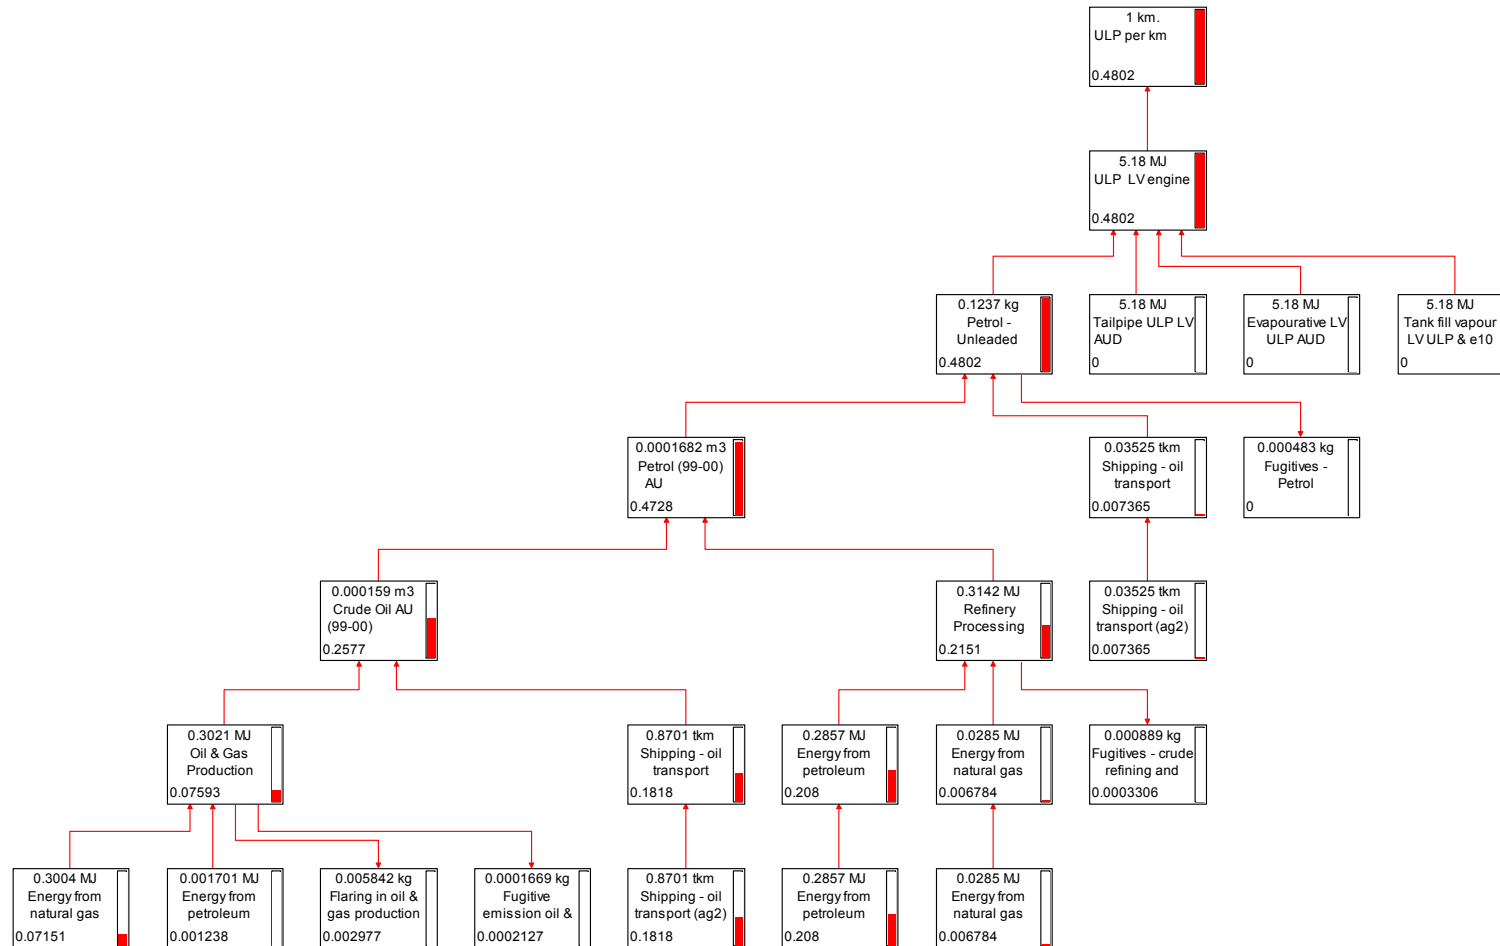 1 km.
ULP per km
0.4802
5.18 MJ
ULP LV engine
0.4802
0.1237 kg
Petrol -
Unleaded
0.4802
5.18 MJ
Tailpipe ULP LV
AUD
0
5.18 MJ
Evapourative LV
ULP AUD
0
5.18 MJ
Tank fill vapour
LV ULP & e10
0
0.0001682 m3
Petrol (99-00)
AU
0.4728
0.03525 tkm
Shipping - oil
transport
0.007365
0.000483 kg
Fugitives -
Petrol
0
0.000159 m3
Crude Oil AU
(99-00)
0.2577
0.3142 MJ
Refinery
Processing
0.2151
0.03525 tkm
Shipping - oil
transport (ag2)
0.007365
0.3021 MJ
Oil & Gas
Production
0.07593
0.8701 tkm
Shipping - oil
transport
0.1818
0.2857 MJ
Energy from
petroleum
0.208
0.0285 MJ
Energy from
natural gas
0.006784
0.000889 kg
Fugitives - crude
refining and
0.0003306
0.3004 MJ
Energy from
natural gas
0.07151
0.001701 MJ
Energy from
petroleum
0.001238
0.005842 kg
Flaring in oil &
gas production
0.002977
0.0001669 kg
Fugitive
emission oil &
0.0002127
0.8701 tkm
Shipping - oil
transport (ag2)
0.1818
0.2857 MJ
Energy from
petroleum
0.208
0.0285 MJ
Energy from
natural gas
0.006784